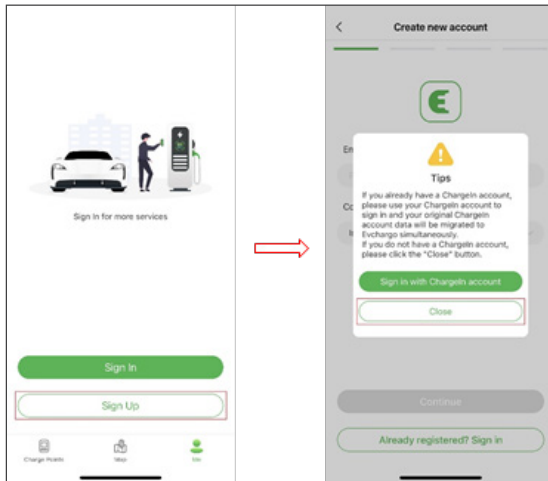 Sign in for more services
Sign In
Sign Up
Charge Points
Map
Create new account
Tips
If you already have a ChargeIn account,
please use your ChargeIn account to
sign in and your original ChargeIn
account data will be migrated to
Evchargo simultaneously.
If you do not have a ChargeIn account,
please click the "Close" button.
Sign in with ChargeIn account
Close
Continue
Already registered? Sign in